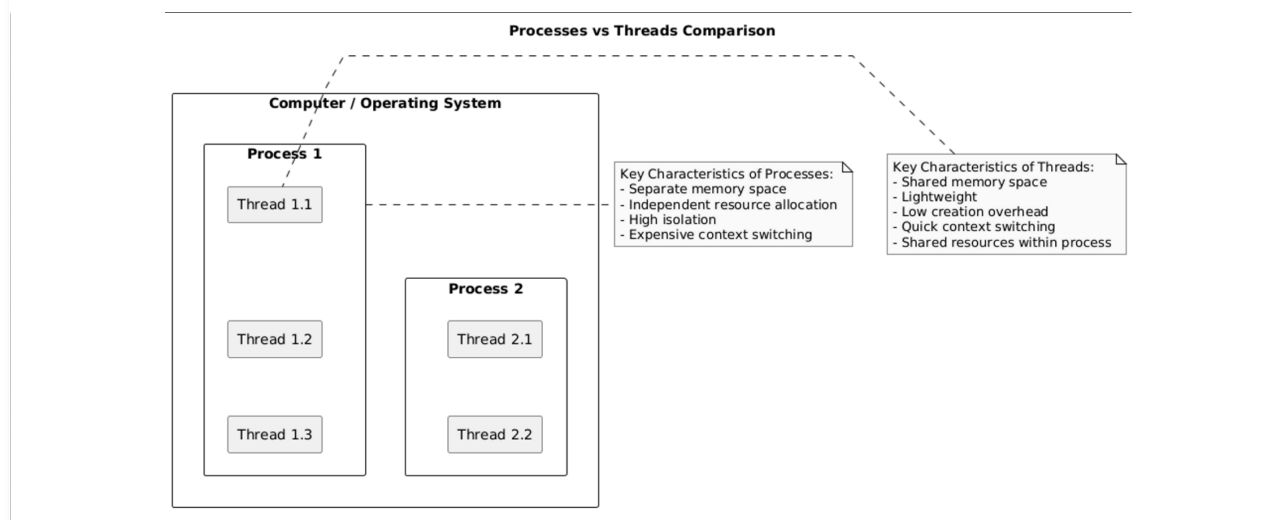 Processes vs Threads Comparison
Computer / Operating System
Process 1
Thread 1.1
Thread 1.2
Thread 1.3
Process 2
Thread 2.1
Thread 2.2
Key Characteristics of Processes:
- Separate memory space
- Independent resource allocation
- High isolation
- Expensive context switching
Key Characteristics of Threads:
- Shared memory space
- Lightweight
- Low creation overhead
- Quick context switching
- Shared resources within process